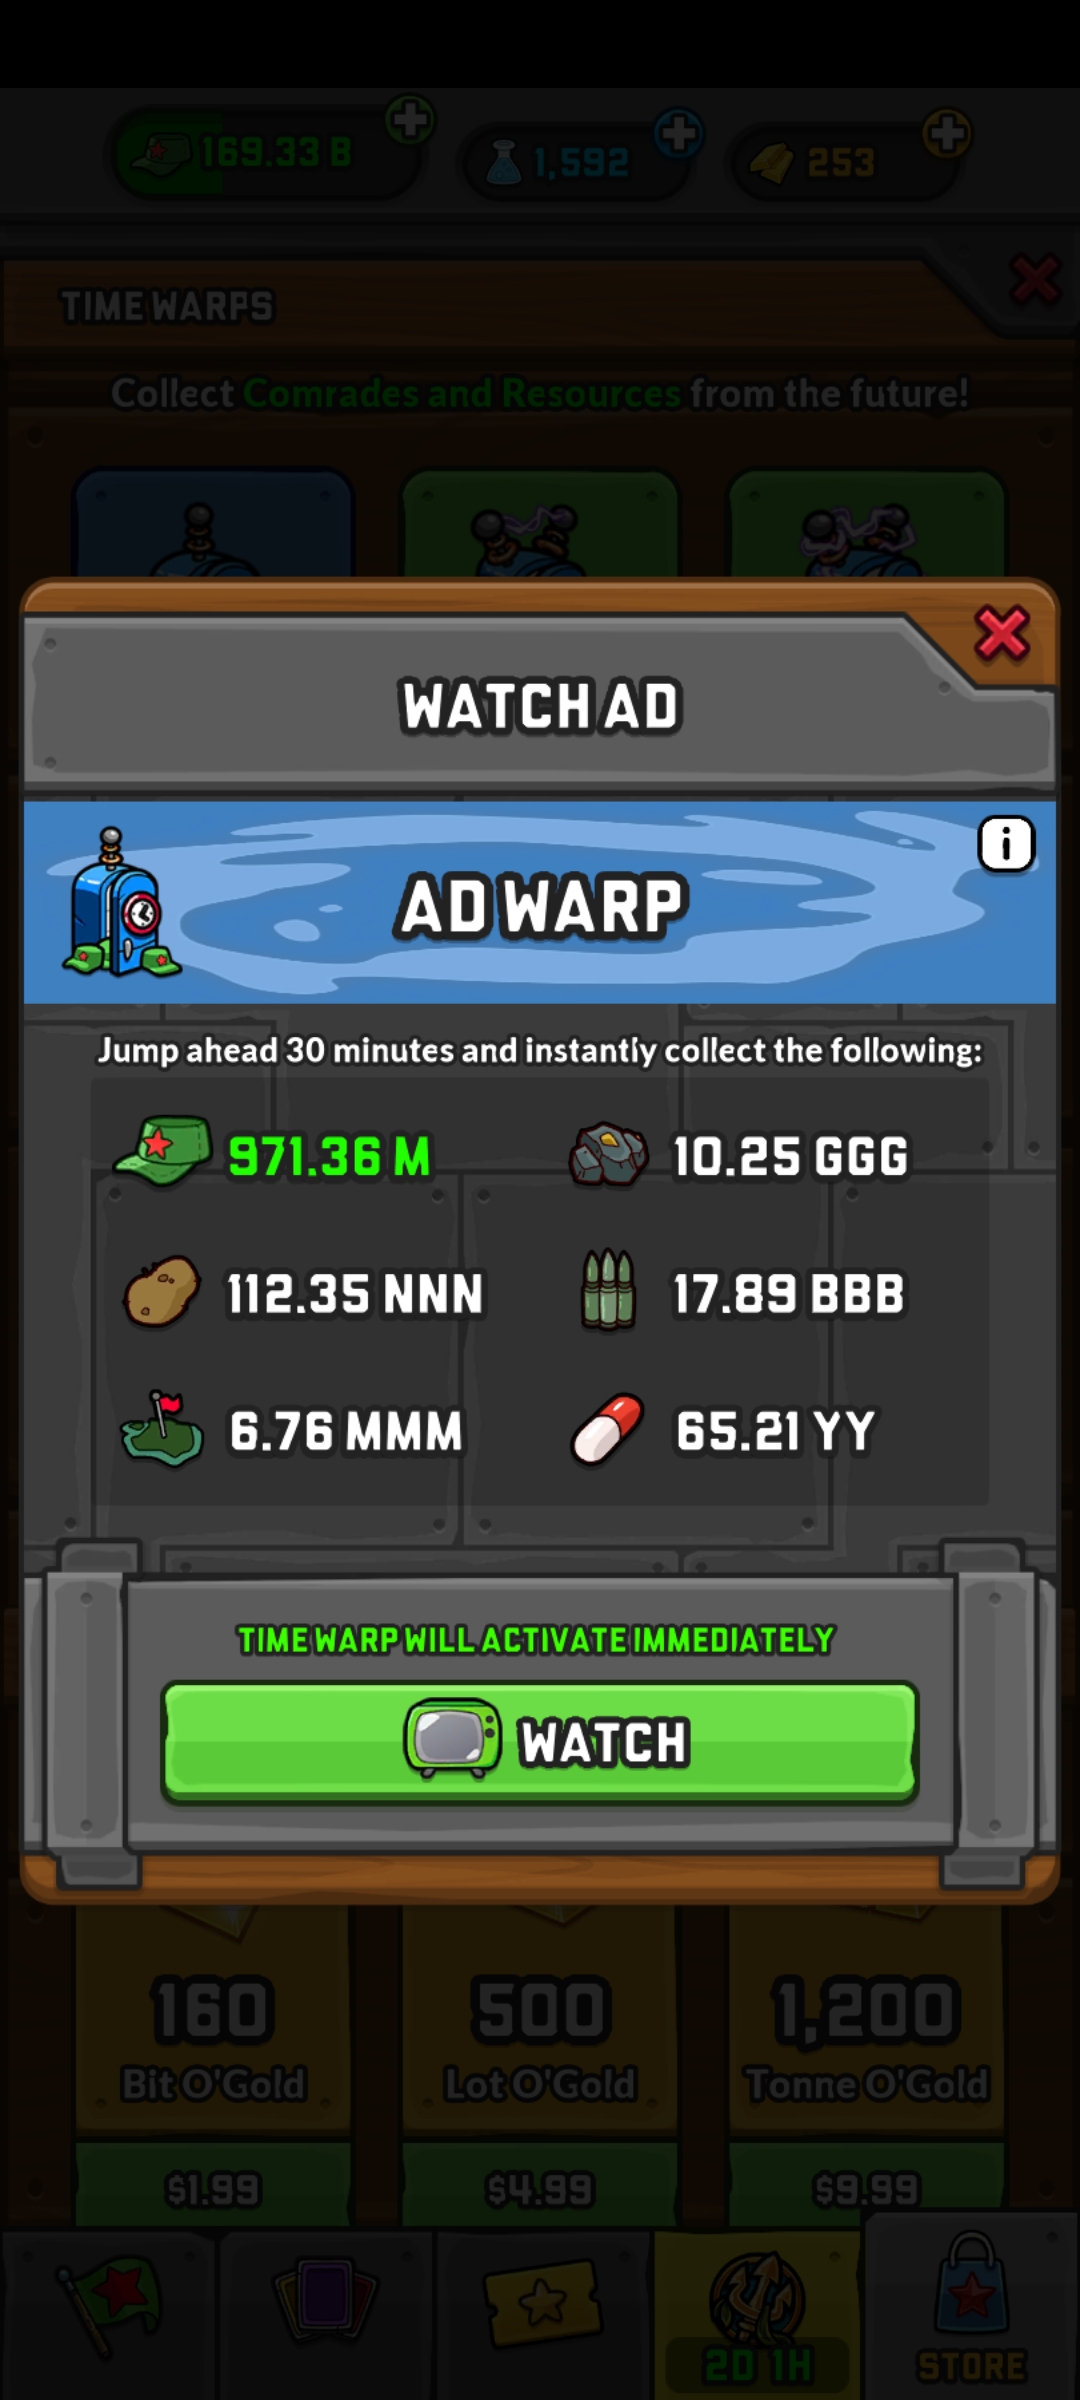 169.33 B
1,592
253
TIME WARPS
Collect Comrades and Resources from the future!
WATCH AD
i
AD WARP
Jump ahead 30 minutes and instantly collect the following:
971.36 M
10.25 GGG
112.35 NNN
17.89 BBB
6.76 MMM
65.21 YY
TIME WARP WILL ACTIVATE IMMEDIATELY
WATCH
160
500
1,200
Bit O'Gold
Lot O'Gold
Tonne O'Gold
$1.99
$4.99
$9.99
2D 1H
STORE